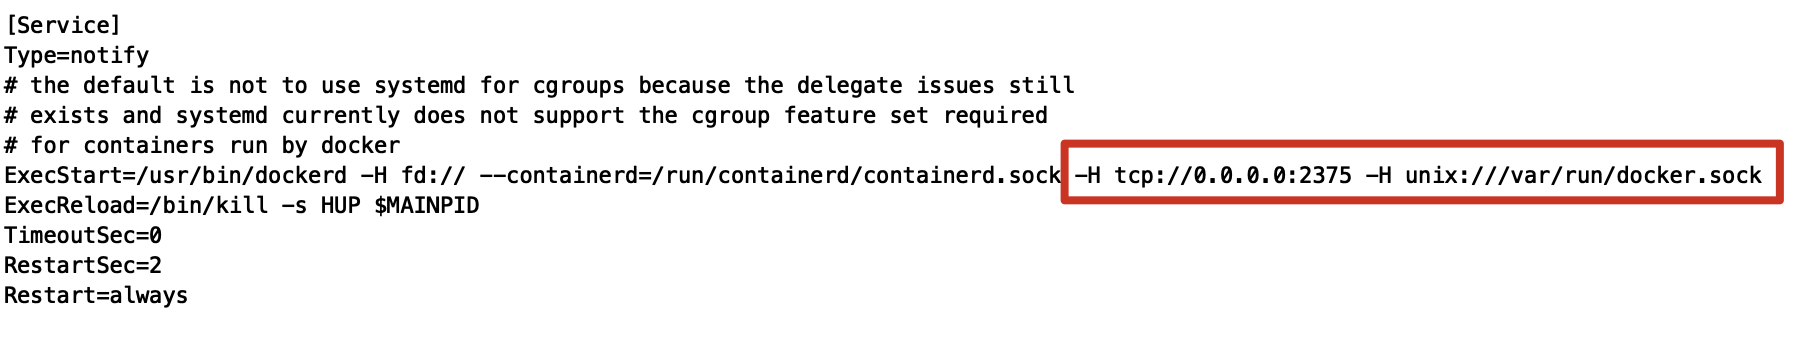 [Service]
Type=notify
# the default is not to use systemd for cgroups because the delegate issues still
# exists and systemd currently does not support the cgroup feature set required
# for containers run by docker
ExecStart=/usr/bin/dockerd -H fd:// --containerd=/run/containerd/containerd.sock -H tcp://0.0.0.0:2375 -H unix:///var/run/docker.sock
ExecReload=/bin/kill -s HUP $MAINPID
TimeoutSec=0
RestartSec=2
Restart=always